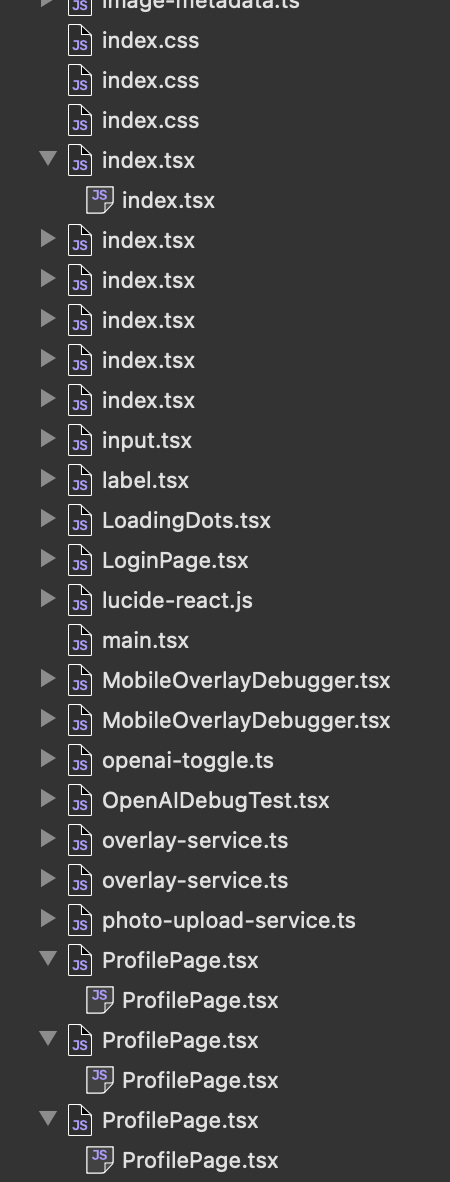 image-metadata.ts
JS index.css
JS index.css
JS index.css
JS index.tsx
JS index.tsx
JS index.tsx
JS index.tsx
JS index.tsx
JS index.tsx
JS index.tsx
JS input.tsx
JS label.tsx
JS LoadingDots.tsx
JS LoginPage.tsx
JS lucide-react.js
JS main.tsx
JS MobileOverlayDebugger.tsx
JS MobileOverlayDebugger.tsx
JS openai-toggle.ts
JS OpenAIDebugTest.tsx
JS overlay-service.ts
JS overlay-service.ts
JS photo-upload-service.ts
JS ProfilePage.tsx
JS ProfilePage.tsx
JS ProfilePage.tsx
JS ProfilePage.tsx
JS ProfilePage.tsx
JS ProfilePage.tsx